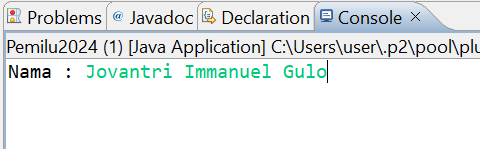 Problems @ Javadoc Declaration Console
Pemilu2024 (1) [Java Application] C:\Users\user\.p2\pool\plu
Nama : Jovantri Immanuel Gulo